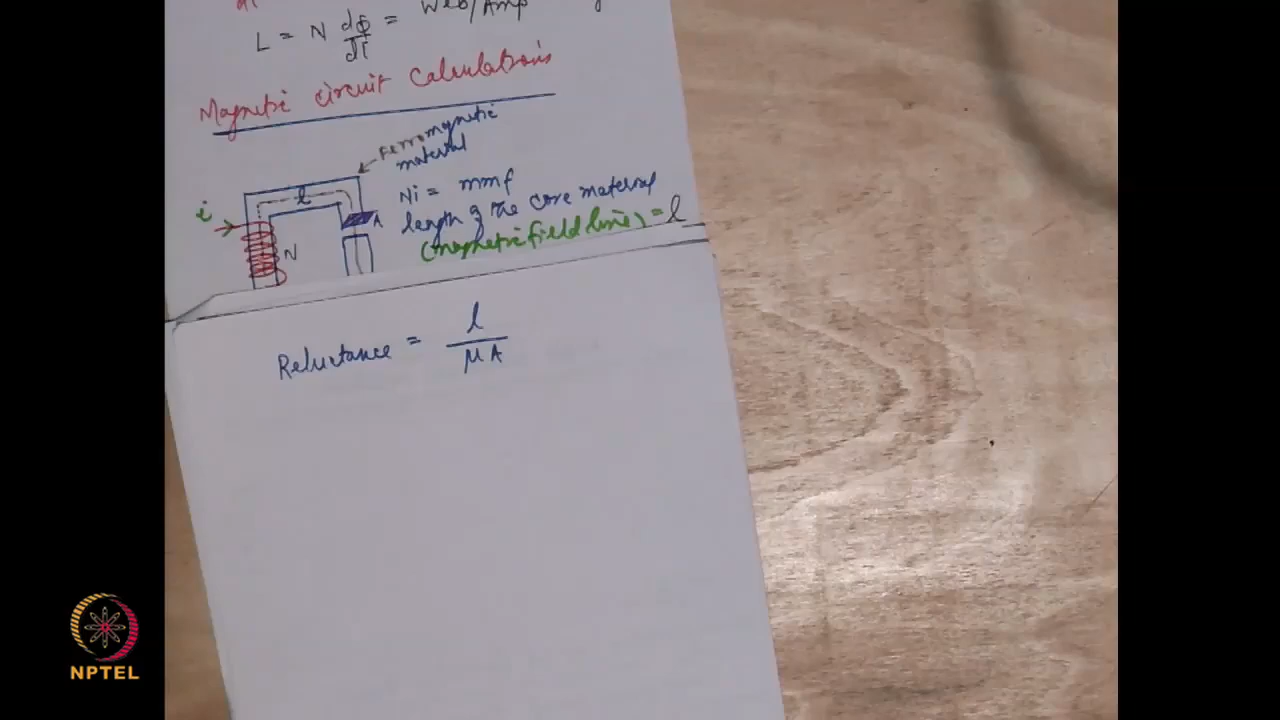 L = N dφ/di = Web/Amp
Magnetic circuit calculations
Ferromagnetic
material
i
l
A
N
Ni = mmf
length of the core material
(magnetic field line) = l
Reluctance = l/μA
NPTEL